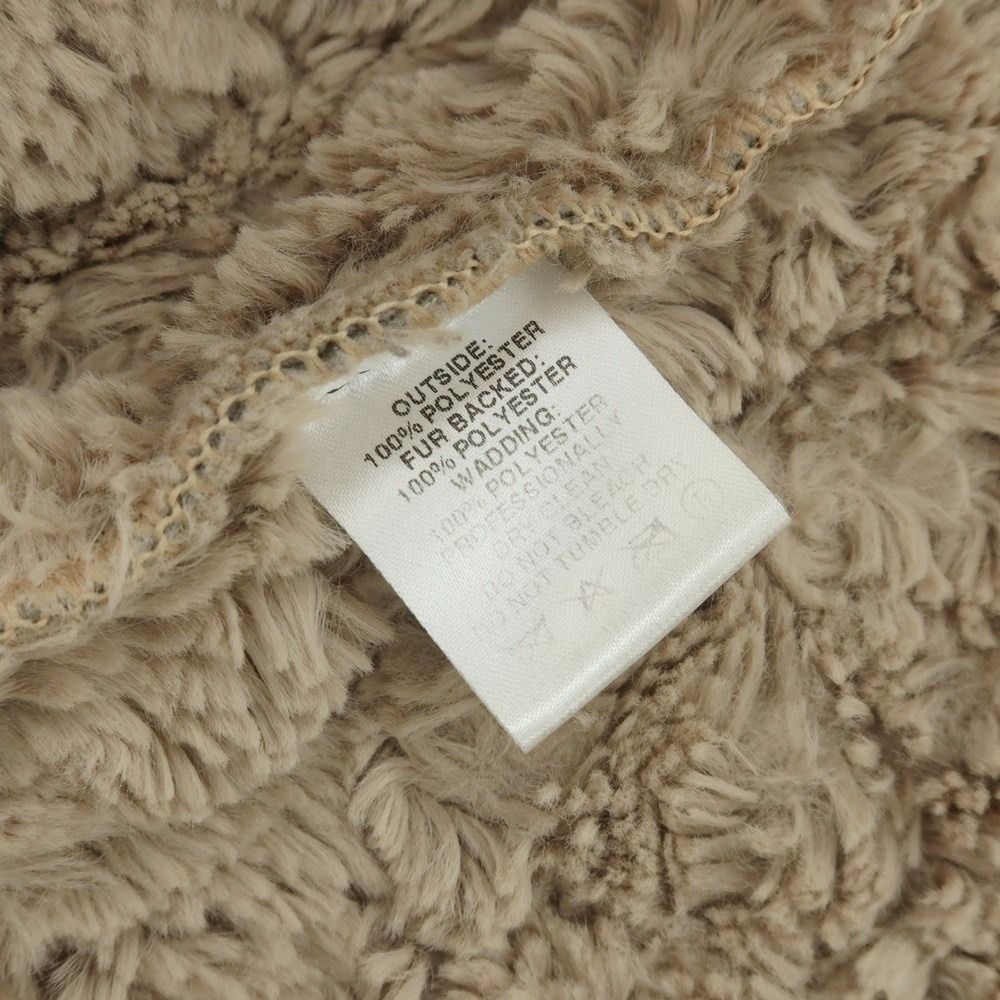 OUTSIDE:
100% POLYESTER
FUR BACKED:
100% POLYESTER
WADDING:
100% POLYESTER
PROFESSIONALLY
DRY CLEAN
DO NOT BLEACH
DO NOT TUMBLE DRY